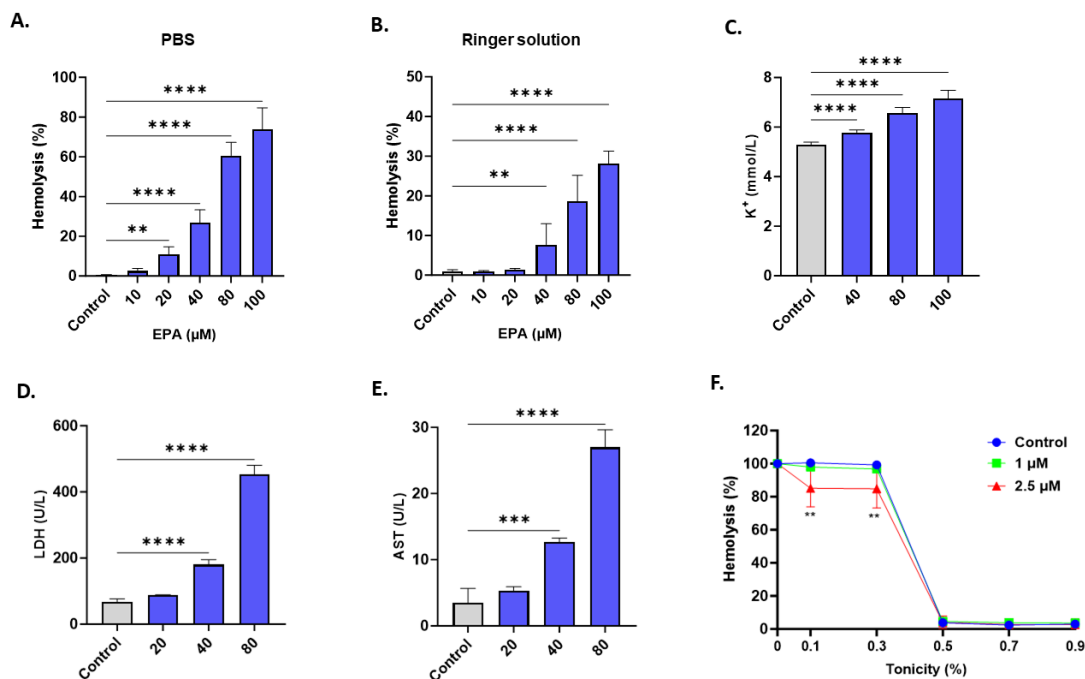 A.
PBS
Hemolysis (%)
100
80
60
40
20
0
****
****
****
**
Control
10
20
40
80
100
EPA (µM)
B.
Ringer solution
Hemolysis (%)
50
40
30
20
10
0
****
****
**
Control
10
20
40
80
100
EPA (µM)
C.
K+ (mmol/L)
8
6
4
2
0
****
****
****
Control
40
80
100
D.
LDH (U/L)
600
400
200
0
****
****
Control
20
40
80
E.
AST (U/L)
30
20
10
0
****
***
Control
20
40
80
F.
Hemolysis (%)
120
100
80
60
40
20
0
Control
1 µM
2.5 µM
**
**
0
0.1
0.3
0.5
0.7
0.9
Tonicity (%)